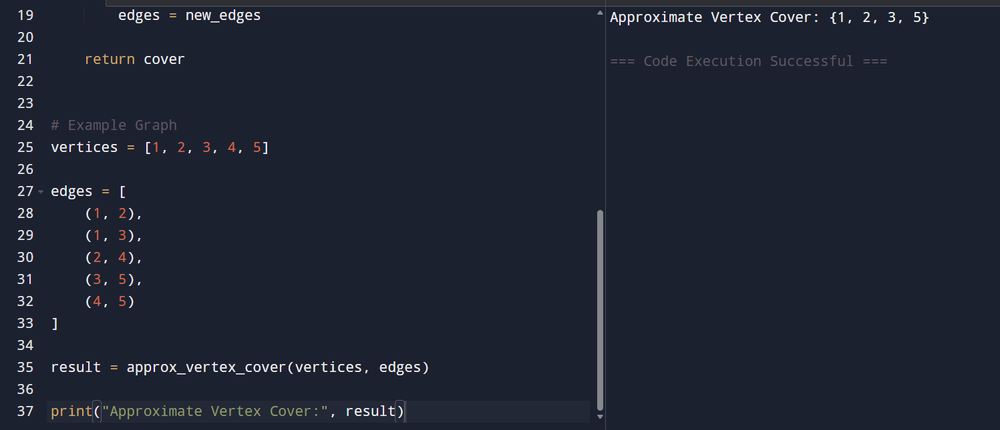 19 edges = new_edges
20
21 return cover
22
23
24 # Example Graph
25 vertices = [1, 2, 3, 4, 5]
26
27 edges = [
28 (1, 2),
29 (1, 3),
30 (2, 4),
31 (3, 5),
32 (4, 5)
33 ]
34
35 result = approx_vertex_cover(vertices, edges)
36
37 print("Approximate Vertex Cover:", result)
Approximate Vertex Cover: {1, 2, 3, 5}
=== Code Execution Successful ===